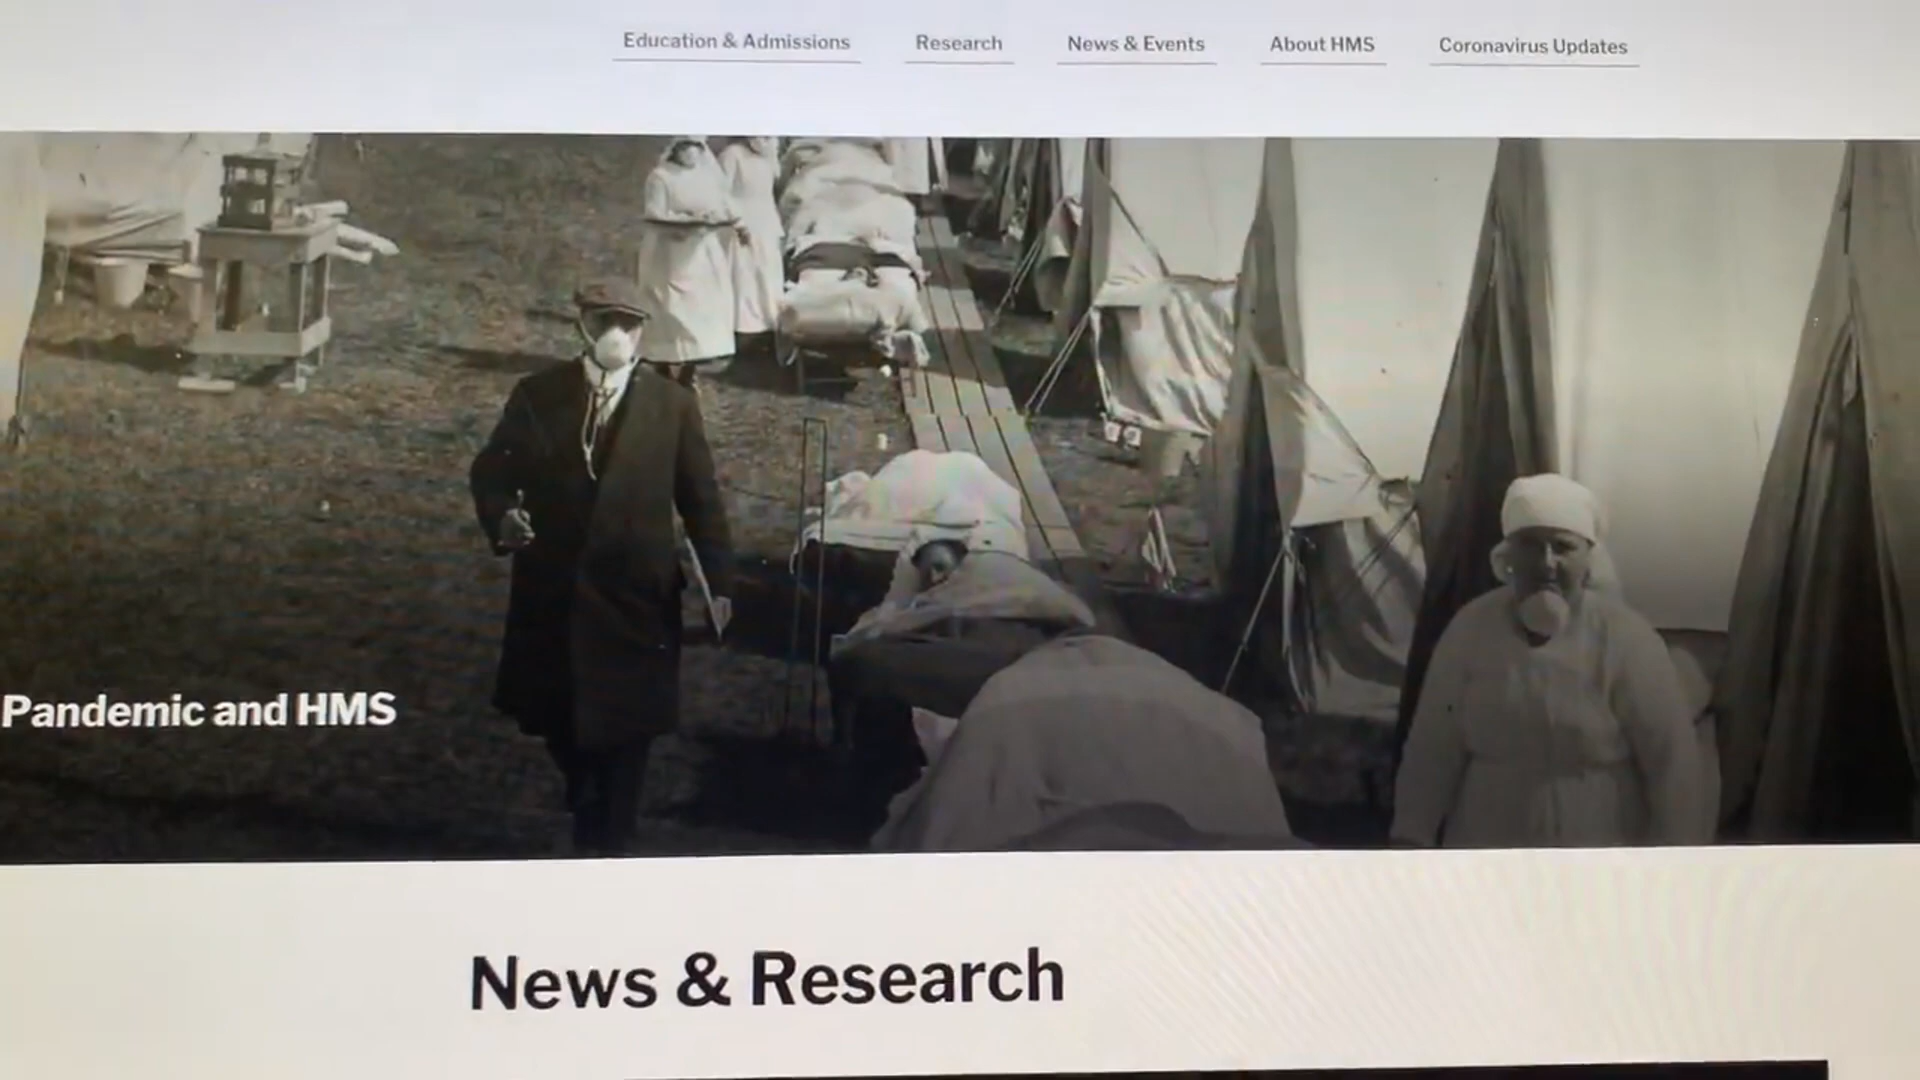 Education & Admissions Research News & Events About HMS Coronavirus Updates
Pandemic and HMS
News & Research